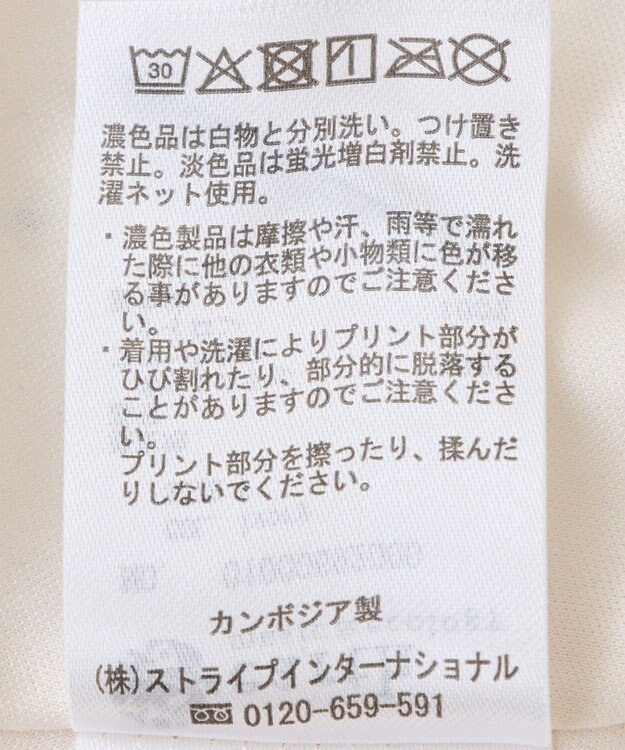 30
濃色品は白物と分別洗い。つけ置き
禁止。淡色品は蛍光増白剤禁止。洗
濯ネット使用。
・濃色製品は摩擦や汗、雨等で濡れ
た際に他の衣類や小物類に色が移
る事がありますのでご注意くださ
い。
・着用や洗濯によりプリント部分が
ひび割れたり、部分的に脱落する
ことがありますのでご注意くださ
い。
プリント部分を擦ったり、揉んだ
りしないでください。
カンボジア製
(株)ストライプインターナショナル
0120-659-591